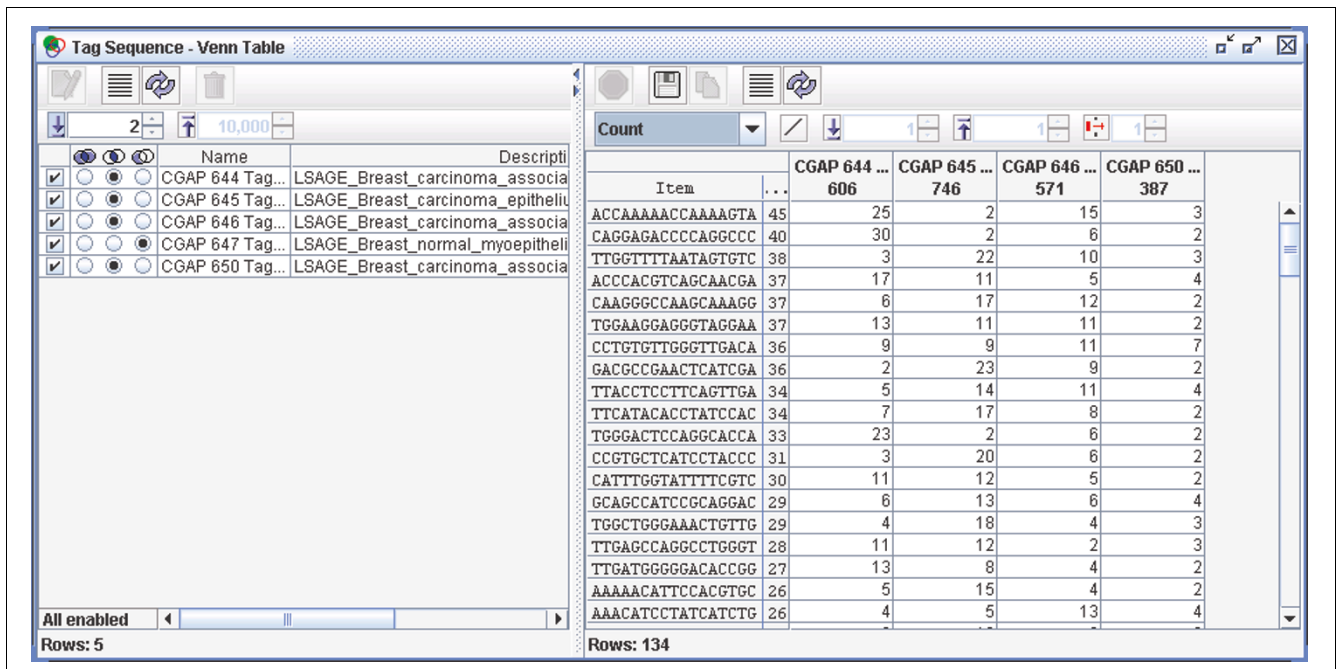 Tag Sequence - Venn Table
2
10,000
Name Descripti
CGAP 644 Tag... LSAGE_Breast_carcinoma_associa
CGAP 645 Tag... LSAGE_Breast_carcinoma_epitheliu
CGAP 646 Tag... LSAGE_Breast_carcinoma_associa
CGAP 647 Tag... LSAGE_Breast_normal_myoepitheli
CGAP 650 Tag... LSAGE_Breast_carcinoma_associa
All enabled
Rows: 5
Count 1 1 1
CGAP 644 ... CGAP 645 ... CGAP 646 ... CGAP 650 ...
Item ... 606 746 571 387
ACCAAAAACCAAAAGTA 45 25 2 15 3
CAGGAGACCCCAGGCCC 40 30 2 6 2
TTGGTTTTAATAGTGTC 38 3 22 10 3
ACCCACGTCAGCAACGA 37 17 11 5 4
CAAGGGCCAAGCAAAGG 37 6 17 12 2
TGGAAGGAGGGTAGGAA 37 13 11 11 2
CCTGTGTTGGGTTGACA 36 9 9 11 7
GACGCCGAACTCATCGA 36 2 23 9 2
TTACCTCCTTCAGTTGA 34 5 14 11 4
TTCATACACCTATCCAC 34 7 17 8 2
TGGGACTCCAGGCACCA 33 23 2 6 2
CCGTGCTCATCCTACCC 31 3 20 6 2
CATTTGGTATTTTCGTC 30 11 12 5 2
GCAGCCATCCGCAGGAC 29 6 13 6 4
TGGCTGGGAAACTGTTG 29 4 18 4 3
TTGAGCCAGGCCTGGGT 28 11 12 2 3
TTGATGGGGGACACCGG 27 13 8 4 2
AAAAACATTCCACGTGC 26 5 15 4 2
AAACATCCTATCATCTG 26 4 5 13 4
Rows: 134